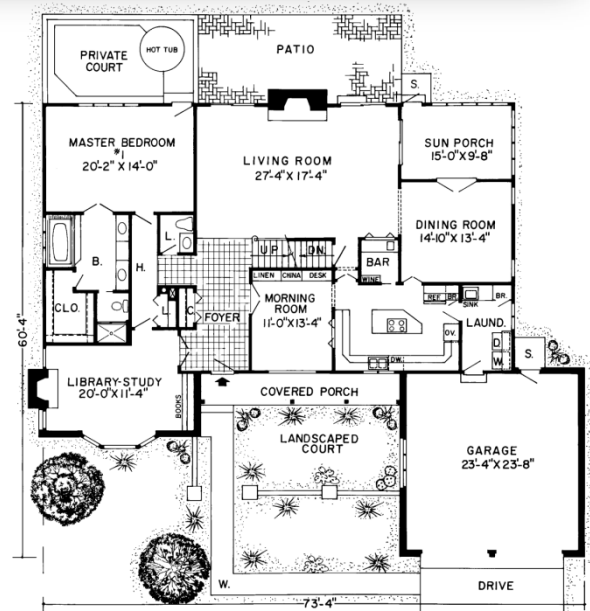 PRIVATE
COURT
HOT TUB
PATIO
S.
MASTER BEDROOM
#1
20'-2" X 14'-0"
LIVING ROOM
27'-4" X 17'-4"
SUN PORCH
15'-0" X 9'-8"
DINING ROOM
14'-10" X 13'-4"
L.
B.
H.
UP
DN.
BAR
WINE
LINEN
CHINA
DESK
CLO.
L.
C.
FOYER
MORNING
ROOM
11'-0" X 13'-4"
REF.
BR.
SINK
BR.
LAUND.
OV.
D.
W.
DW.
S.
60'-4"
LIBRARY-STUDY
20'-0" X 11'-4"
BOOKS
COVERED PORCH
LANDSCAPED
COURT
GARAGE
23'-4" X 23'-8"
W.
DRIVE
73'-4"